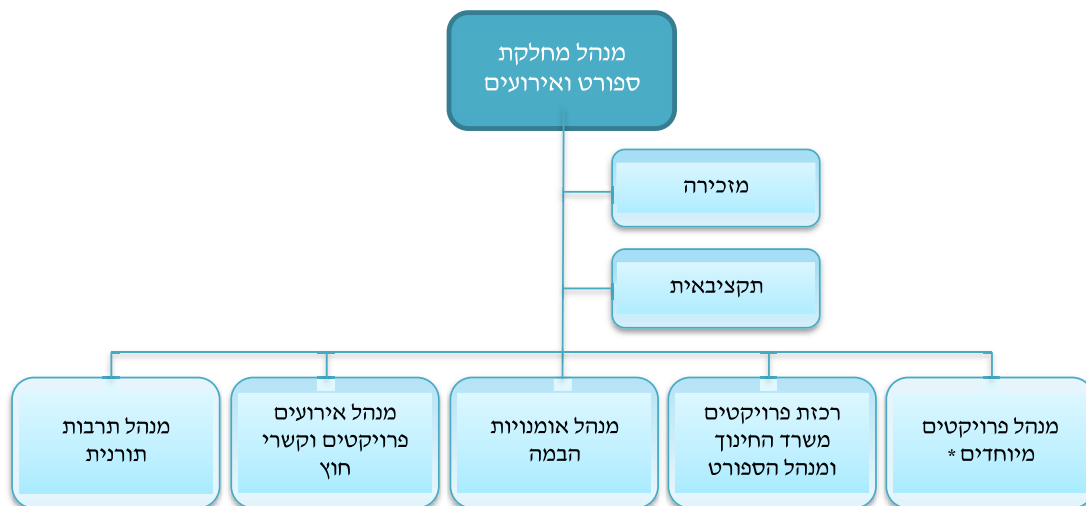 מנהל מחלקת
ספורט ואירועים
מזכירה
תקציבאית
מנהל פרויקטים
מיוחדים *
רכזת פרויקטים
משרד החינוך
ומנהל הספורט
מנהל אומנויות
הבמה
מנהל אירועים
פרויקטים וקשרי
חוץ
מנהל תרבות
תורנית